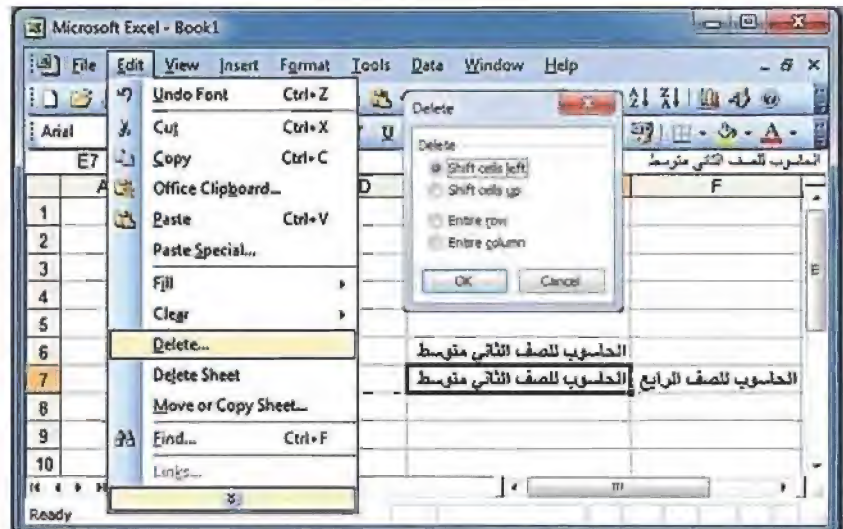 Microsoft Excel - Book1
File Edit View Insert Format Tools Data Window Help
Arial U A
E7 الحاسوب للصف الثاني متوسط
A D F
1
2
3
4
5
6 الحاسوب للصف الثاني متوسط
7 الحاسوب للصف الثاني متوسط الحاسوب للصف الرابع
8
9
10
Undo Font Ctrl+Z
Cut Ctrl+X
Copy Ctrl+C
Office Clipboard...
Paste Ctrl+V
Paste Special...
Fill
Clear
Delete...
Delete Sheet
Move or Copy Sheet...
Find... Ctrl+F
Links...
Delete
Delete
Shift cells left
Shift cells up
Entire row
Entire column
OK Cancel
Ready